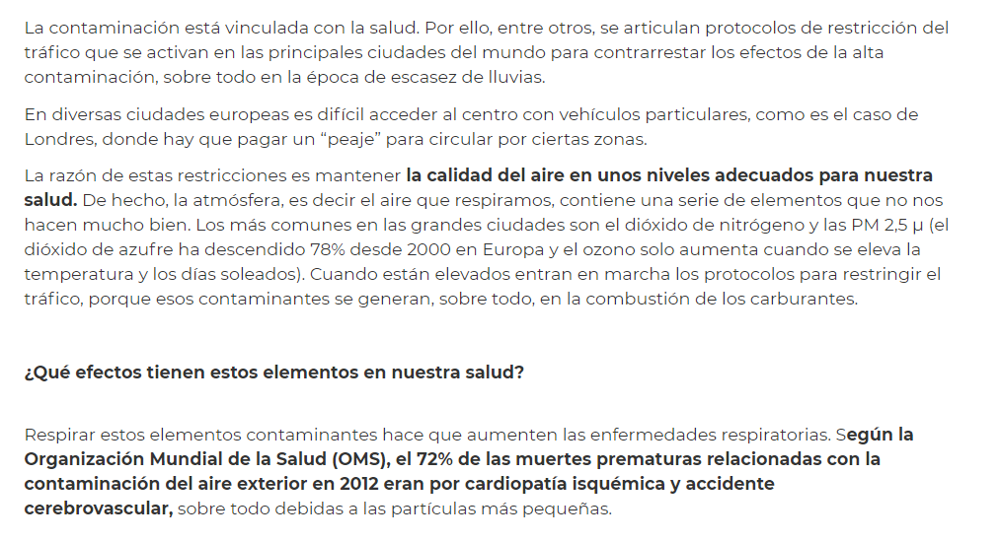 La contaminación está vinculada con la salud. Por ello, entre otros, se articulan protocolos de restricción del
tráfico que se activan en las principales ciudades del mundo para contrarrestar los efectos de la alta
contaminación, sobre todo en la época de escasez de lluvias.
En diversas ciudades europeas es difícil acceder al centro con vehículos particulares, como es el caso de
Londres, donde hay que pagar un “peaje” para circular por ciertas zonas.
La razón de estas restricciones es mantener la calidad del aire en unos niveles adecuados para nuestra
salud. De hecho, la atmósfera, es decir el aire que respiramos, contiene una serie de elementos que no nos
hacen mucho bien. Los más comunes en las grandes ciudades son el dióxido de nitrógeno y las PM 2,5 µ (el
dióxido de azufre ha descendido 78% desde 2000 en Europa y el ozono solo aumenta cuando se eleva la
temperatura y los días soleados). Cuando están elevados entran en marcha los protocolos para restringir el
tráfico, porque esos contaminantes se generan, sobre todo, en la combustión de los carburantes.
¿Qué efectos tienen estos elementos en nuestra salud?
Respirar estos elementos contaminantes hace que aumenten las enfermedades respiratorias. Según la
Organización Mundial de la Salud (OMS), el 72% de las muertes prematuras relacionadas con la
contaminación del aire exterior en 2012 eran por cardiopatía isquémica y accidente
cerebrovascular, sobre todo debidas a las partículas más pequeñas.